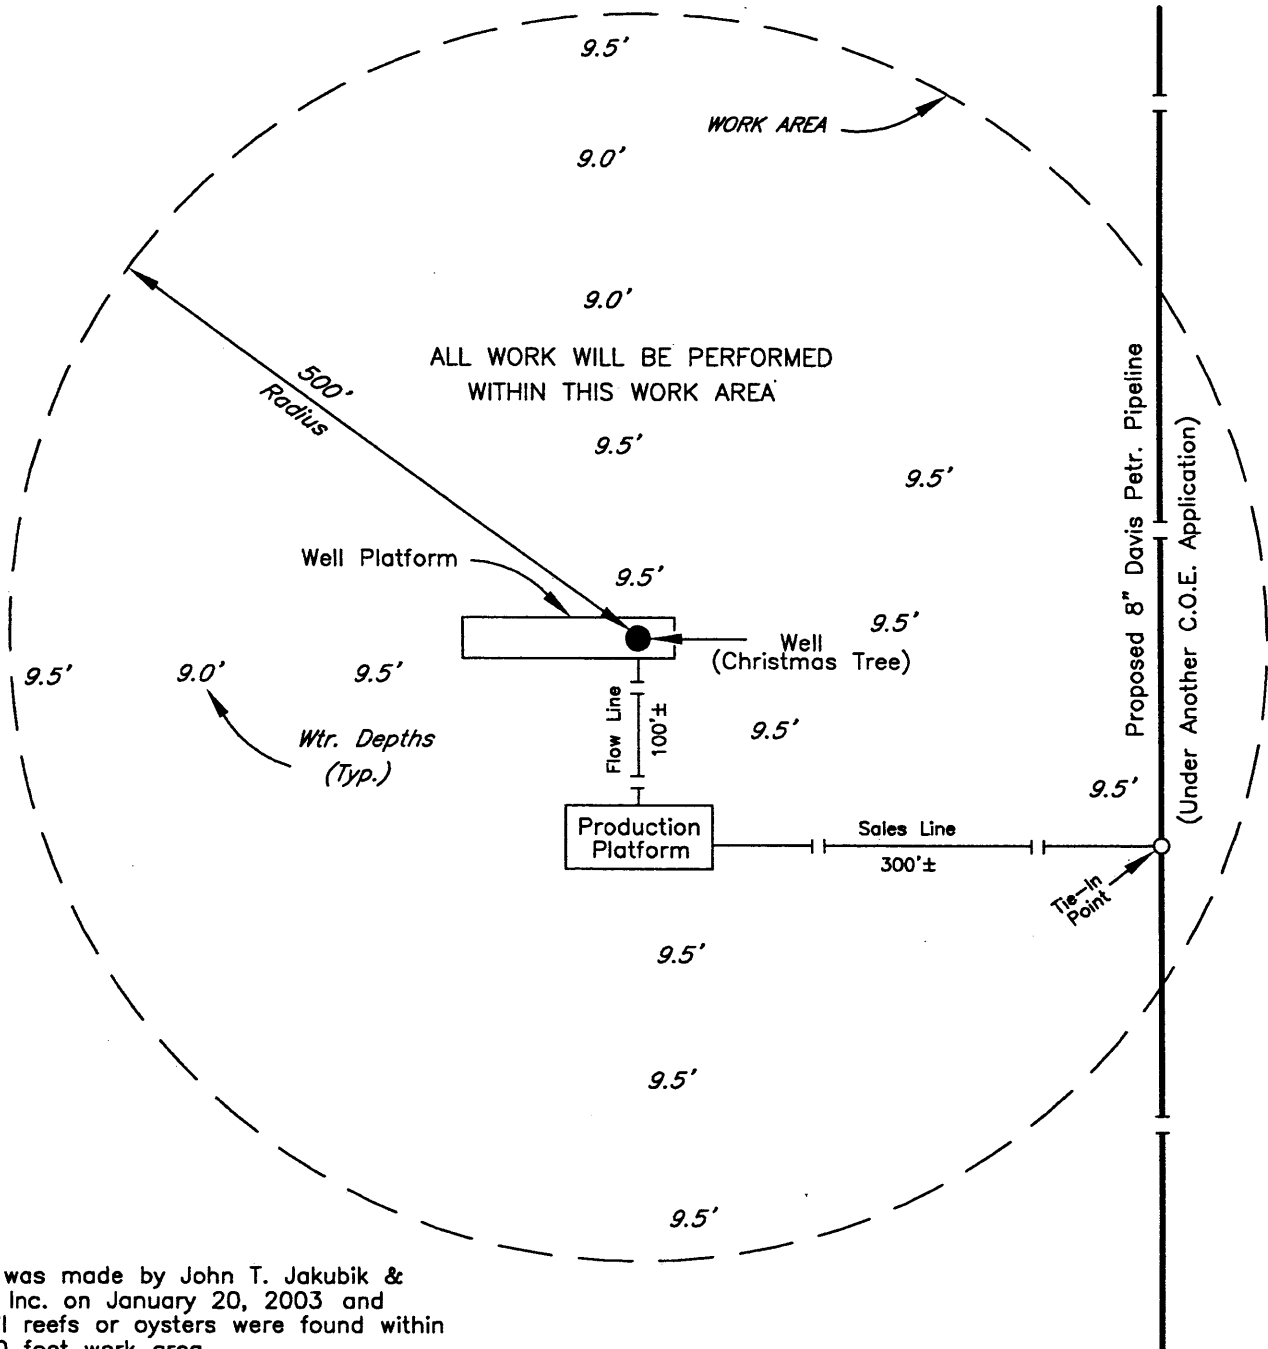 9.5'
WORK AREA
9.0'
9.0'
ALL WORK WILL BE PERFORMED
WITHIN THIS WORK AREA
500'
Radius
9.5'
9.5'
Well Platform
9.5'
9.5'
Well
(Christmas Tree)
9.5'
9.0'
9.5'
Wtr. Depths
(Typ.)
Flow Line
100'±
9.5'
Proposed 8" Davis Petr. Pipeline
(Under Another C.O.E. Application)
9.5'
Production
Platform
Sales Line
300'±
Tie-In
Point
9.5'
9.5'
9.5'
was made by John T. Jakubik &
Inc. on January 20, 2003 and
reefs or oysters were found within
foot work area